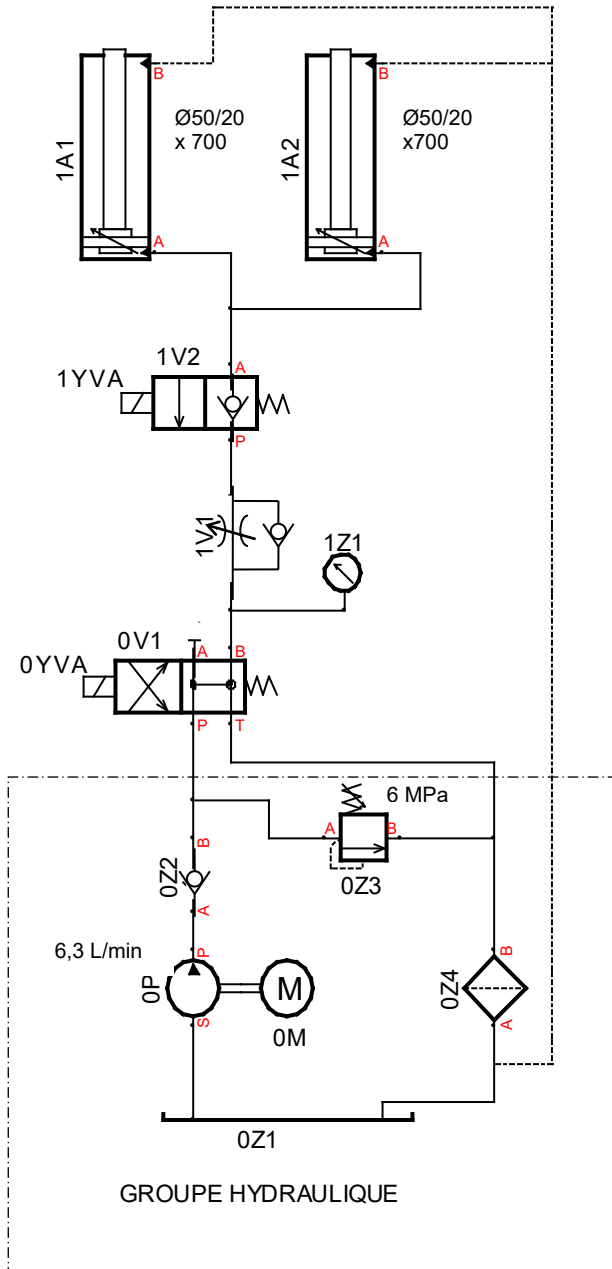 B
B
Ø50/20
x 700
Ø50/20
x700
1A1
1A2
A
A
1V2
1YVA
A
P
1V1
1Z1
0V1
0YVA
A
B
P
T
6 MPa
A
B
0Z3
B
0Z2
A
6,3 L/min
P
0P
M
S
0M
B
0Z4
A
0Z1
GROUPE HYDRAULIQUE